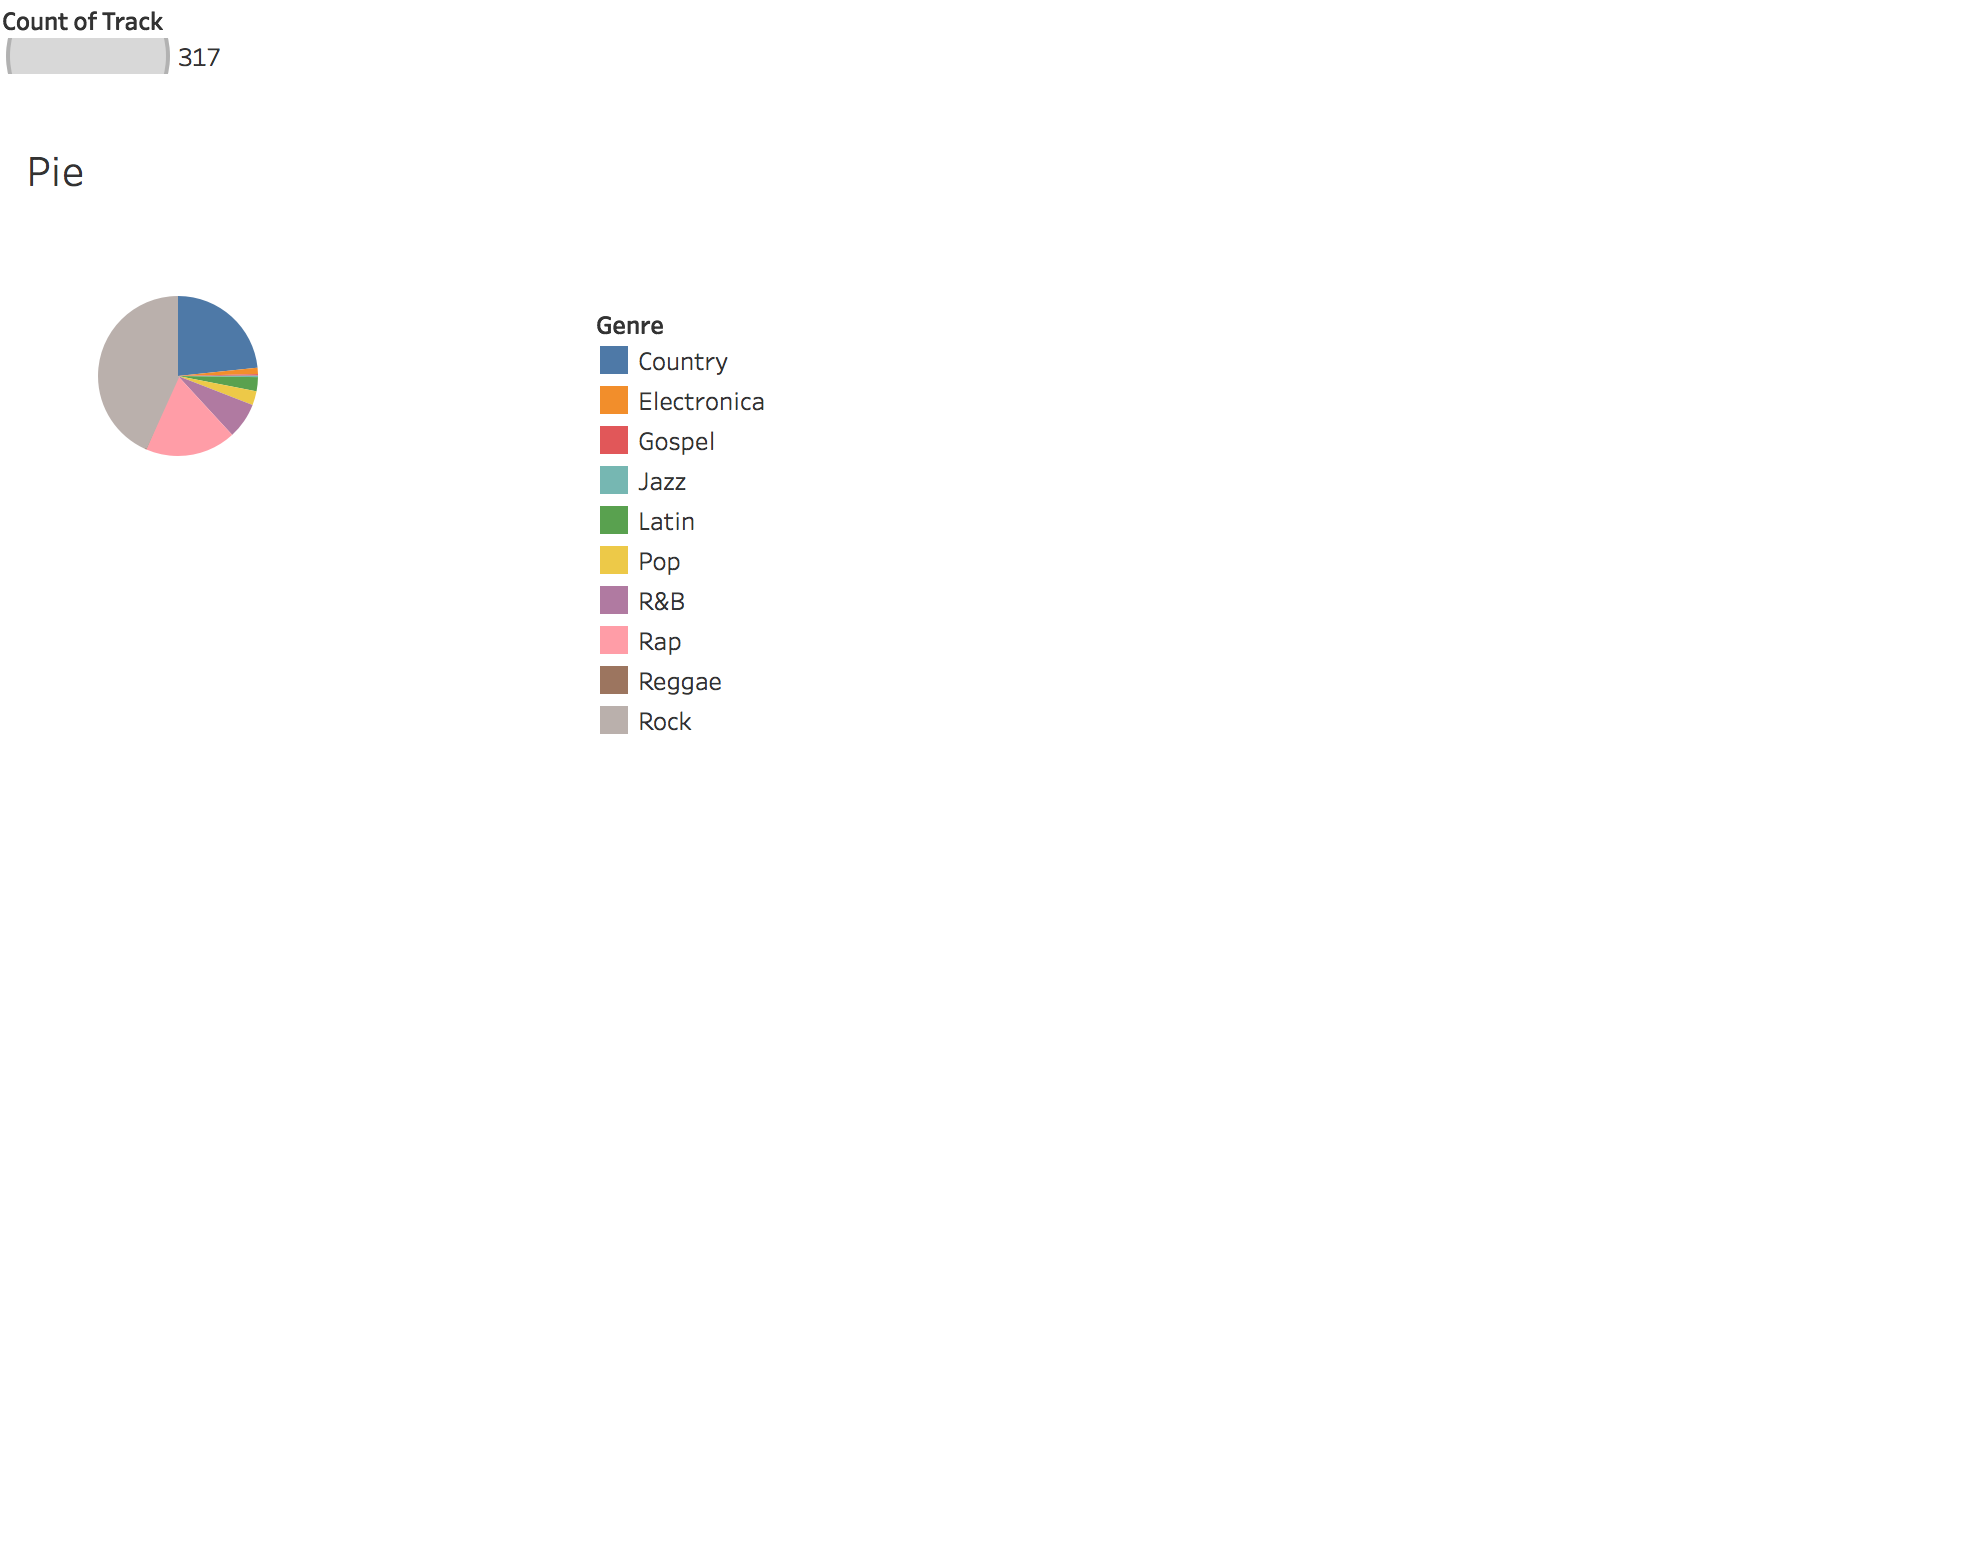 Count of Track
317
Pie
Genre
Country
Electronica
Gospel
Jazz
Latin
Pop
R&B
Rap
Reggae
Rock